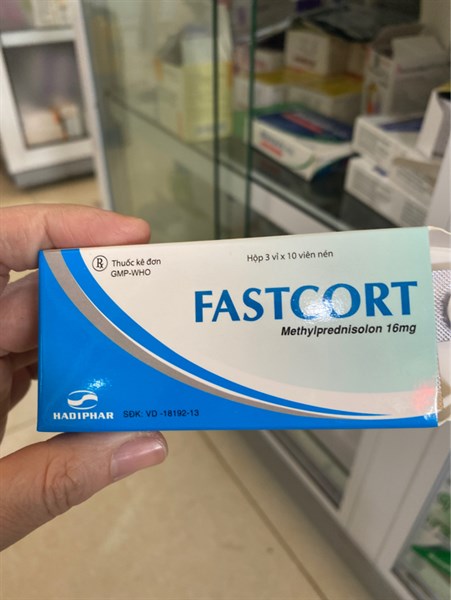 Rx Thuốc kê đơn
GMP-WHO
Hộp 3 vỉ x 10 viên nén
FASTCORT
Methylprednisolon 16mg
HADIPHAR
SĐK: VD -18192-13